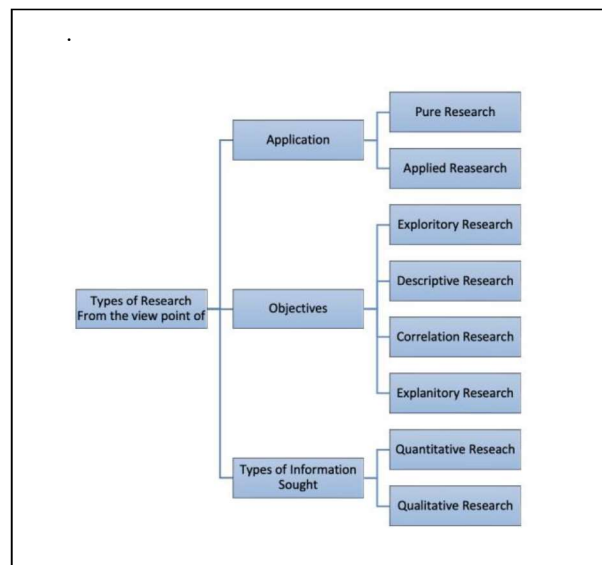 Types of Research
From the view point of
Application
Pure Research
Applied Reasearch
Objectives
Exploritory Research
Descriptive Research
Correlation Research
Explanitory Research
Types of Information
Sought
Quantitative Reseach
Qualitative Research